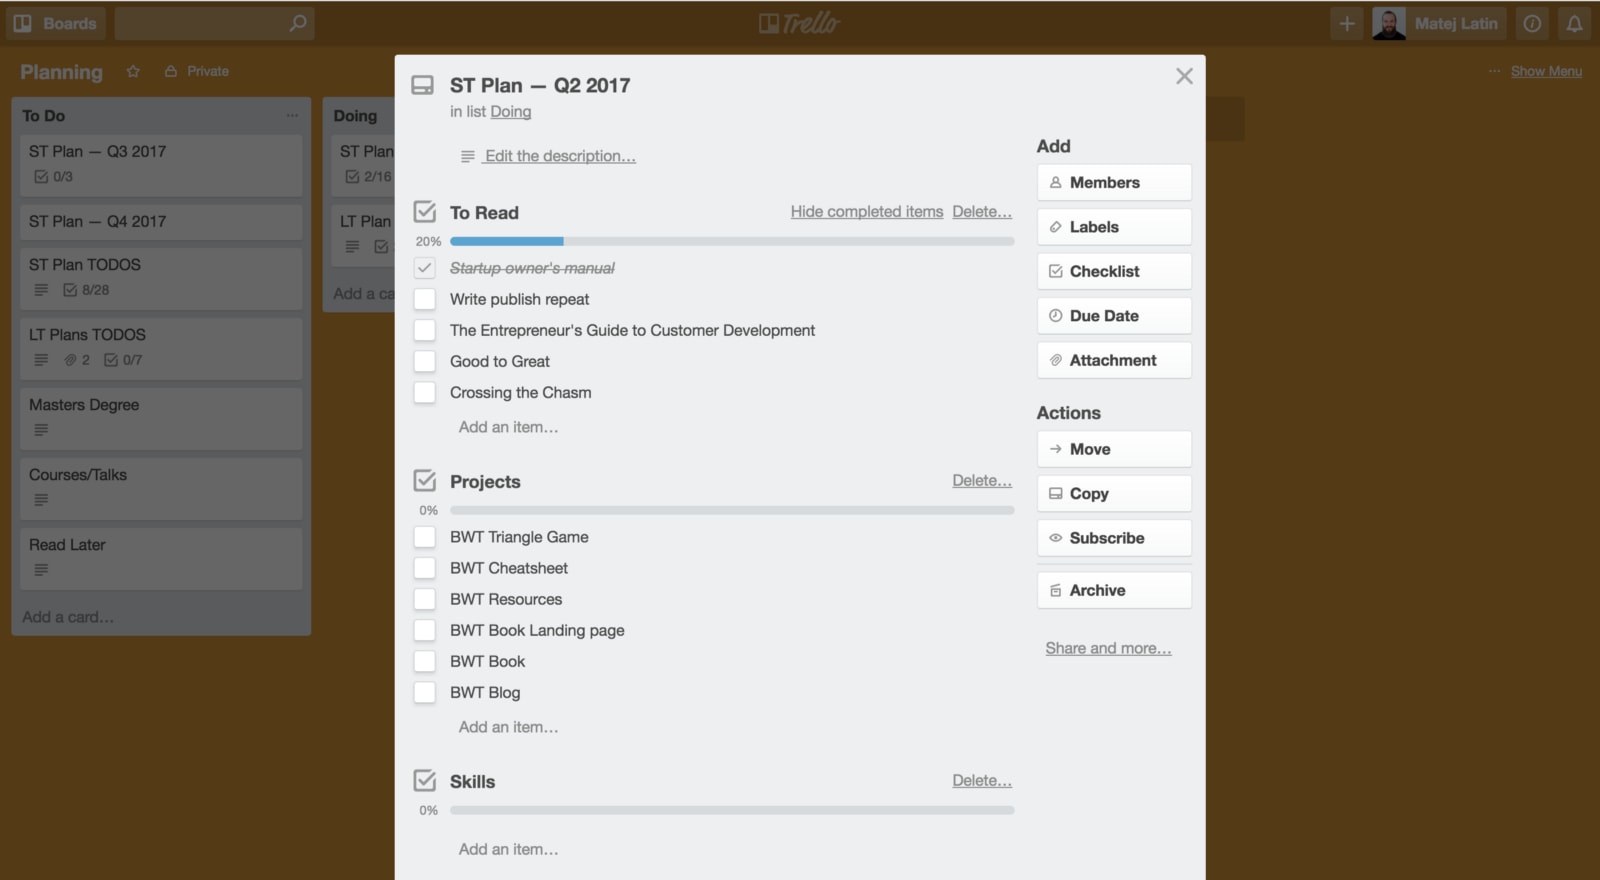 Boards
Trello
Matej Latin
Planning
Private
... Show Menu
To Do ...
ST Plan — Q3 2017
0/3
ST Plan — Q4 2017
ST Plan TODOS
8/28
LT Plans TODOS
2 0/7
Masters Degree
Courses/Talks
Read Later
Add a card...
Doing
ST Plan
2/16
LT Plan
Add a ca
ST Plan — Q2 2017
in list Doing
Edit the description...
To Read Hide completed items Delete...
20%
Startup owner's manual
Write publish repeat
The Entrepreneur's Guide to Customer Development
Good to Great
Crossing the Chasm
Add an item...
Projects Delete...
0%
BWT Triangle Game
BWT Cheatsheet
BWT Resources
BWT Book Landing page
BWT Book
BWT Blog
Add an item...
Skills Delete...
0%
Add an item...
Add
Members
Labels
Checklist
Due Date
Attachment
Actions
Move
Copy
Subscribe
Archive
Share and more...